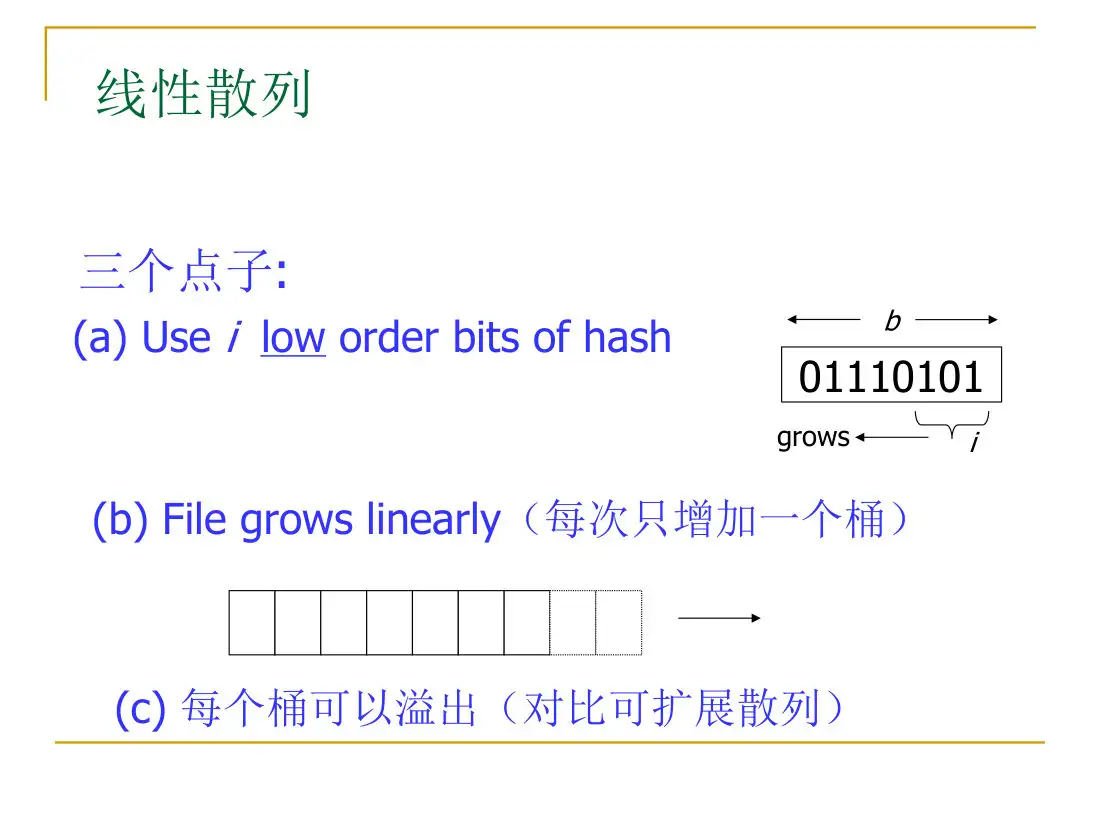 线性散列
三个点子:
(a) Use i low order bits of hash
b
01110101
grows
i
(b) File grows linearly（每次只增加一个桶）
(c) 每个桶可以溢出（对比可扩展散列）